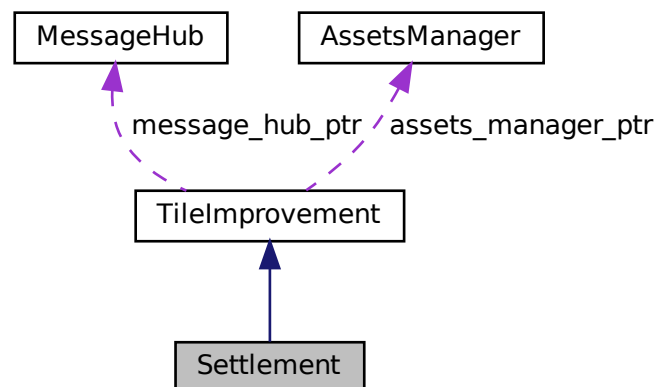 MessageHub
AssetsManager
message_hub_ptr
assets_manager_ptr
TileImprovement
Settlement